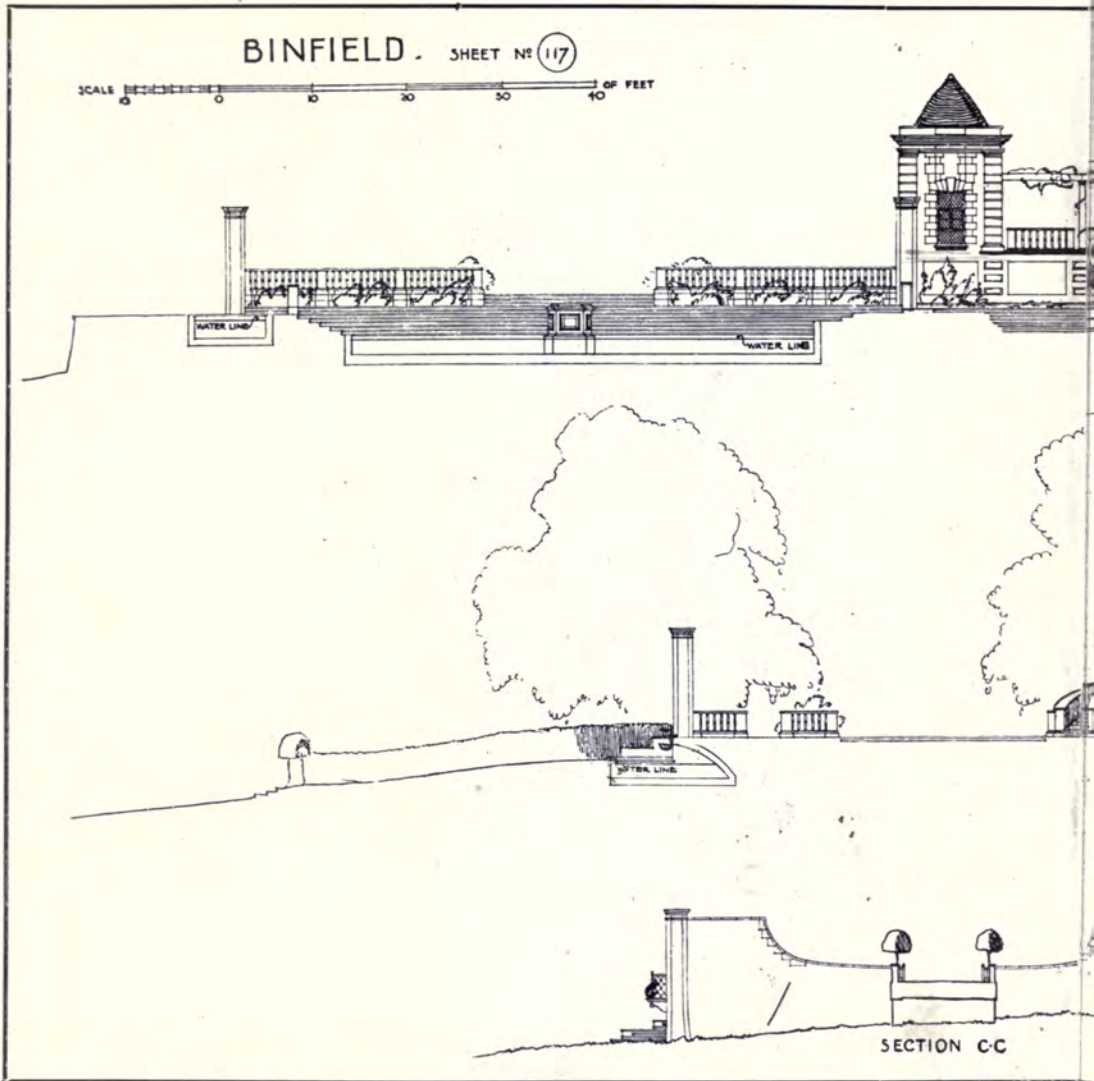 BINFIELD. SHEET Nº 117
SCALE 10 0 10 20 30 40 OF FEET
WATER LINE
WATER LINE
WATER LINE
SECTION C-C